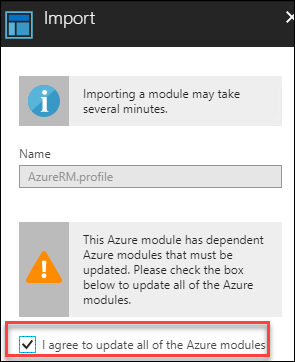 Import
Importing a module may take
several minutes.
Name
AzureRM.profile
This Azure module has dependent
Azure modules that must be
updated. Please check the box
below to update all of the Azure
modules.
I agree to update all of the Azure modules